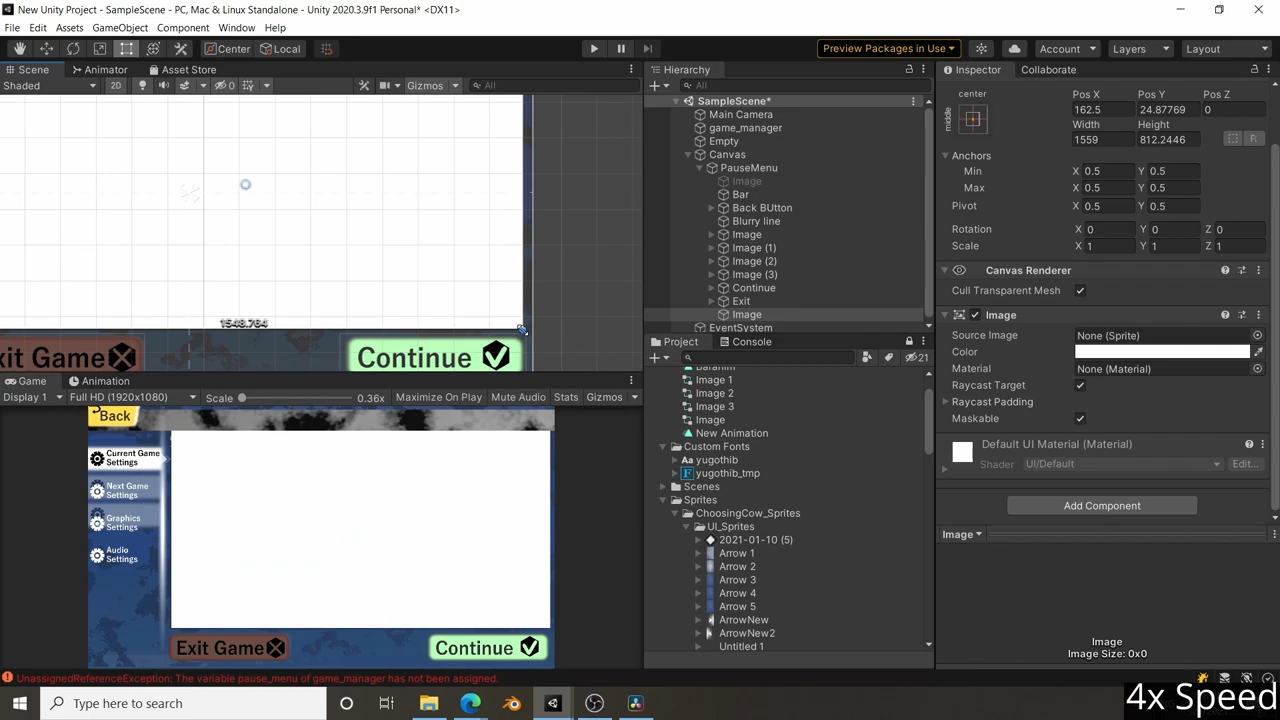 New Unity Project - SampleScene - PC, Mac & Linux Standalone - Unity 2020.3.9f1 Personal* <DX11>
File Edit Assets GameObject Component Window Help
Center Local Preview Packages in Use Account Layers Layout
Scene Animator Asset Store Hierarchy Inspector Collaborate
Shaded 2D 0 Gizmos All All
SampleScene*
Main Camera
game_manager
Empty
Canvas
PauseMenu
Image
Bar
Back BUtton
Blurry line
Image
Image (1)
Image (2)
Image (3)
Continue
Exit
Image
EventSystem
center
middle
Pos X Pos Y Pos Z
162.5 24.87769 0
Width Height
1559 812.2446
R
Anchors
Min X 0.5 Y 0.5
Max X 0.5 Y 0.5
Pivot X 0.5 Y 0.5
Rotation X 0 Y 0 Z 0
Scale X 1 Y 1 Z 1
Canvas Renderer
Cull Transparent Mesh
Image
Source Image None (Sprite)
Color
Material None (Material)
Raycast Target
Raycast Padding
Maskable
Default UI Material (Material)
Shader UI/Default Edit...
Add Component
Image
Image
Image Size: 0x0
xit Game Continue
Game Animation
Display 1 Full HD (1920x1080) Scale 0.36x Maximize On Play Mute Audio Stats Gizmos
Back
Current Game
Settings
Next Game
Settings
Graphics
Settings
Audio
Settings
Exit Game Continue
Project Console
21
Image 1
Image 2
Image 3
Image
New Animation
Custom Fonts
Aa yugothib
F yugothib_tmp
Scenes
Sprites
ChoosingCow_Sprites
UI_Sprites
2021-01-10 (5)
Arrow 1
Arrow 2
Arrow 3
Arrow 4
Arrow 5
ArrowNew
ArrowNew2
Untitled 1
UnassignedReferenceException: The variable pause_menu of game_manager has not been assigned.
Type here to search
4x Speed